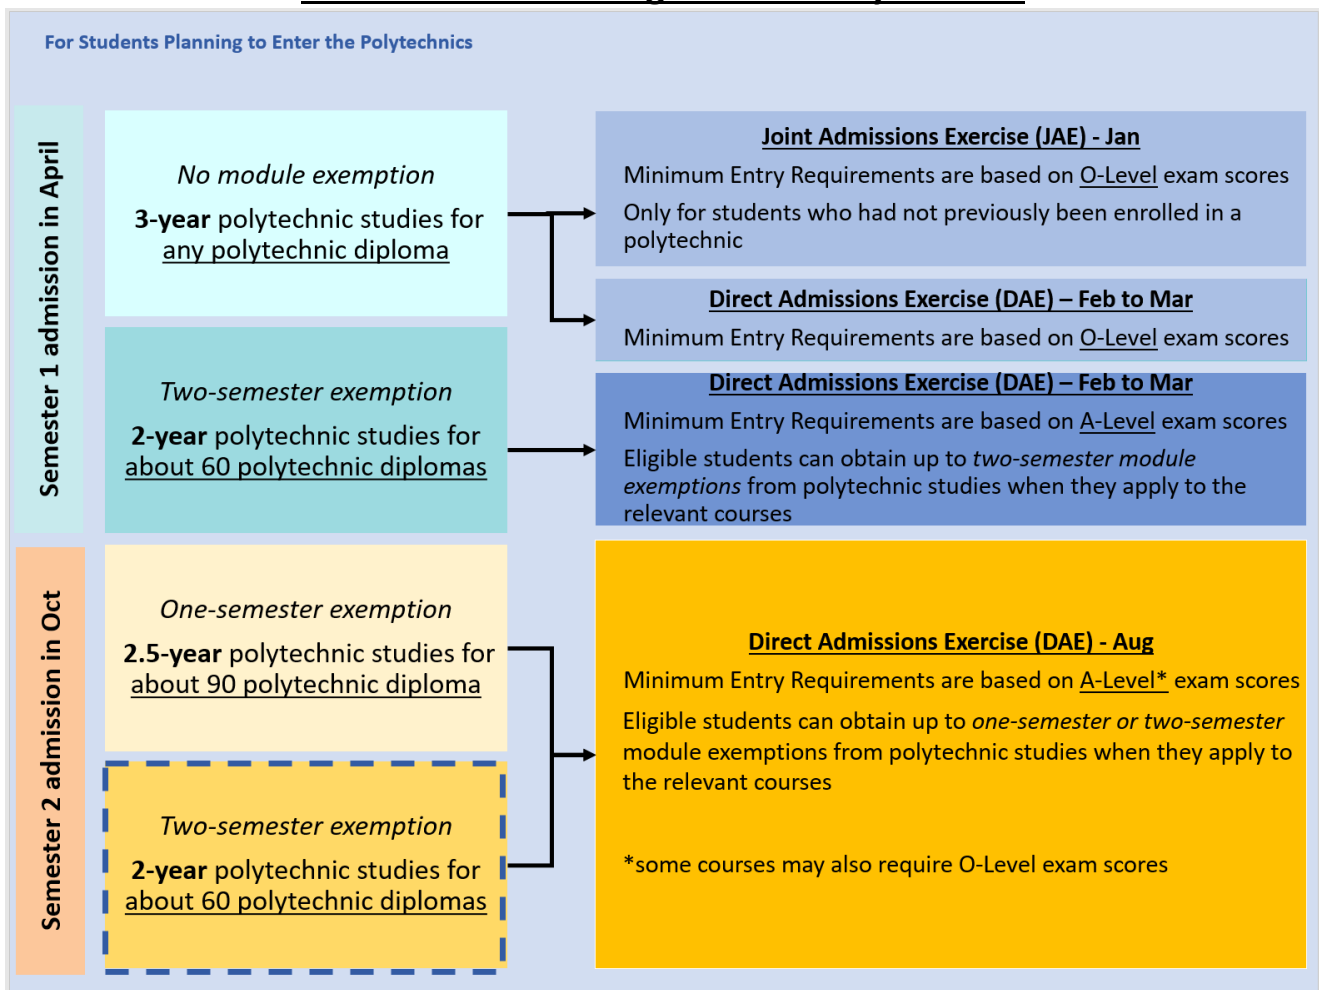 For Students Planning to Enter the Polytechnics
Semester 1 admission in April
No module exemption
3-year polytechnic studies for
any polytechnic diploma
Joint Admissions Exercise (JAE) - Jan
Minimum Entry Requirements are based on O-Level exam scores
Only for students who had not previously been enrolled in a
polytechnic
Direct Admissions Exercise (DAE) – Feb to Mar
Minimum Entry Requirements are based on O-Level exam scores
Two-semester exemption
2-year polytechnic studies for
about 60 polytechnic diplomas
Direct Admissions Exercise (DAE) – Feb to Mar
Minimum Entry Requirements are based on A-Level exam scores
Eligible students can obtain up to two-semester module
exemptions from polytechnic studies when they apply to the
relevant courses
Semester 2 admission in Oct
One-semester exemption
2.5-year polytechnic studies for
about 90 polytechnic diploma
Two-semester exemption
2-year polytechnic studies for
about 60 polytechnic diplomas
Direct Admissions Exercise (DAE) - Aug
Minimum Entry Requirements are based on A-Level* exam scores
Eligible students can obtain up to one-semester or two-semester
module exemptions from polytechnic studies when they apply to
the relevant courses
*some courses may also require O-Level exam scores